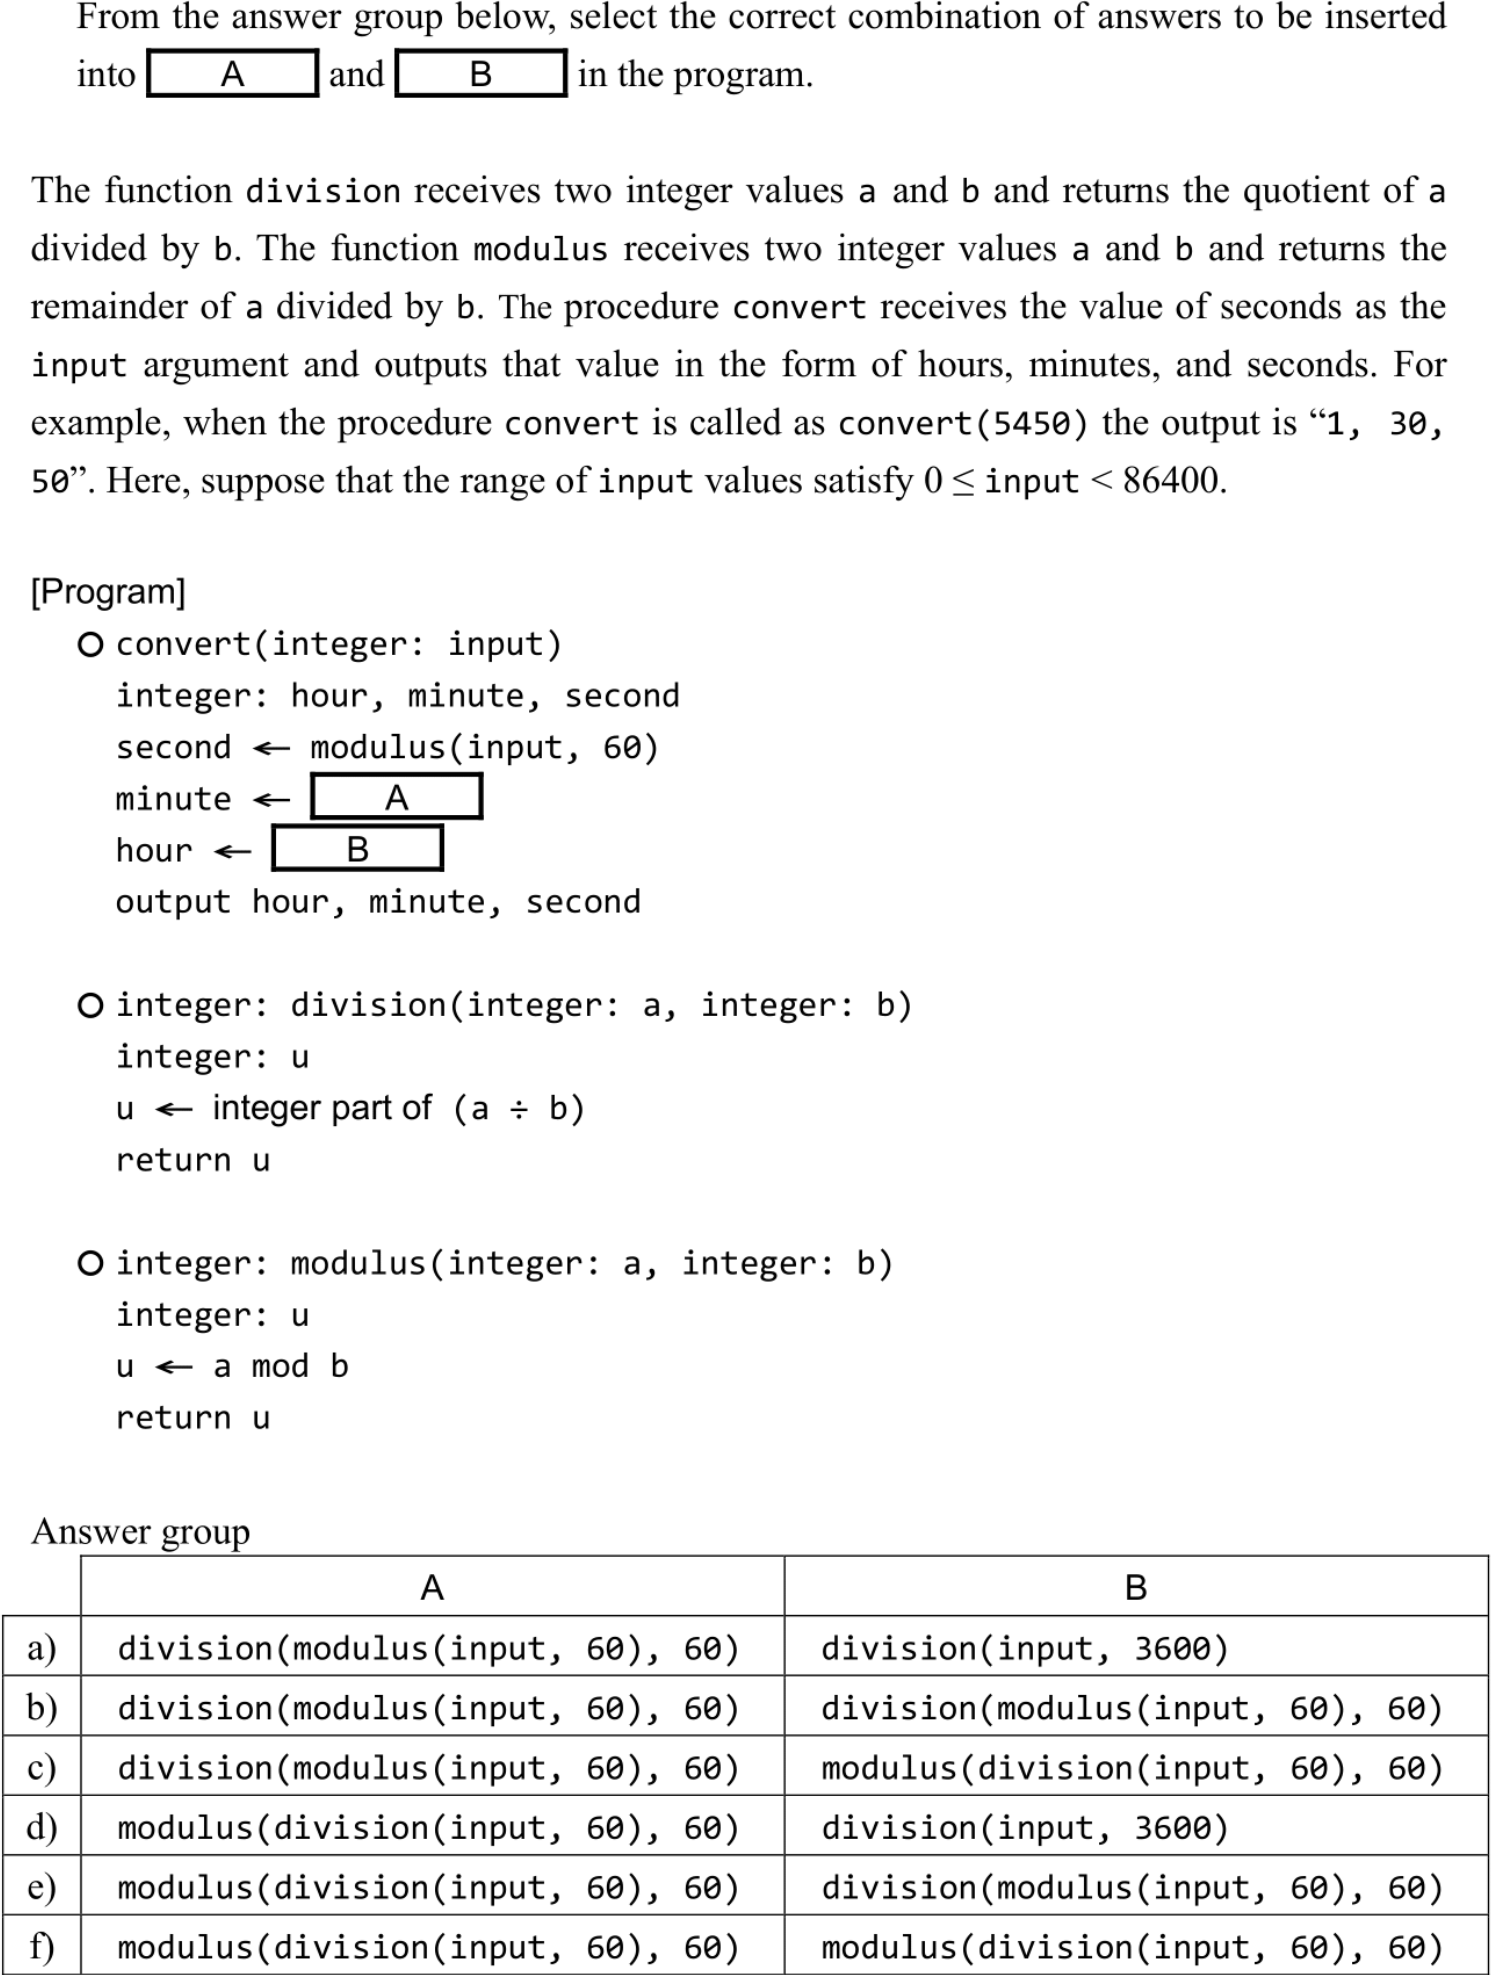 From the answer group below, select the correct combination of answers to be inserted
into A and B in the program.
The function division receives two integer values a and b and returns the quotient of a
divided by b. The function modulus receives two integer values a and b and returns the
remainder of a divided by b. The procedure convert receives the value of seconds as the
input argument and outputs that value in the form of hours, minutes, and seconds. For
example, when the procedure convert is called as convert(5450) the output is “1, 30,
50”. Here, suppose that the range of input values satisfy 0 ≤ input < 86400.
[Program]
○ convert(integer: input)
integer: hour, minute, second
second ← modulus(input, 60)
minute ← A
hour ← B
output hour, minute, second
○ integer: division(integer: a, integer: b)
integer: u
u ← integer part of (a ÷ b)
return u
○ integer: modulus(integer: a, integer: b)
integer: u
u ← a mod b
return u
Answer group
A B
a) division(modulus(input, 60), 60) division(input, 3600)
b) division(modulus(input, 60), 60) division(modulus(input, 60), 60)
c) division(modulus(input, 60), 60) modulus(division(input, 60), 60)
d) modulus(division(input, 60), 60) division(input, 3600)
e) modulus(division(input, 60), 60) division(modulus(input, 60), 60)
f) modulus(division(input, 60), 60) modulus(division(input, 60), 60)